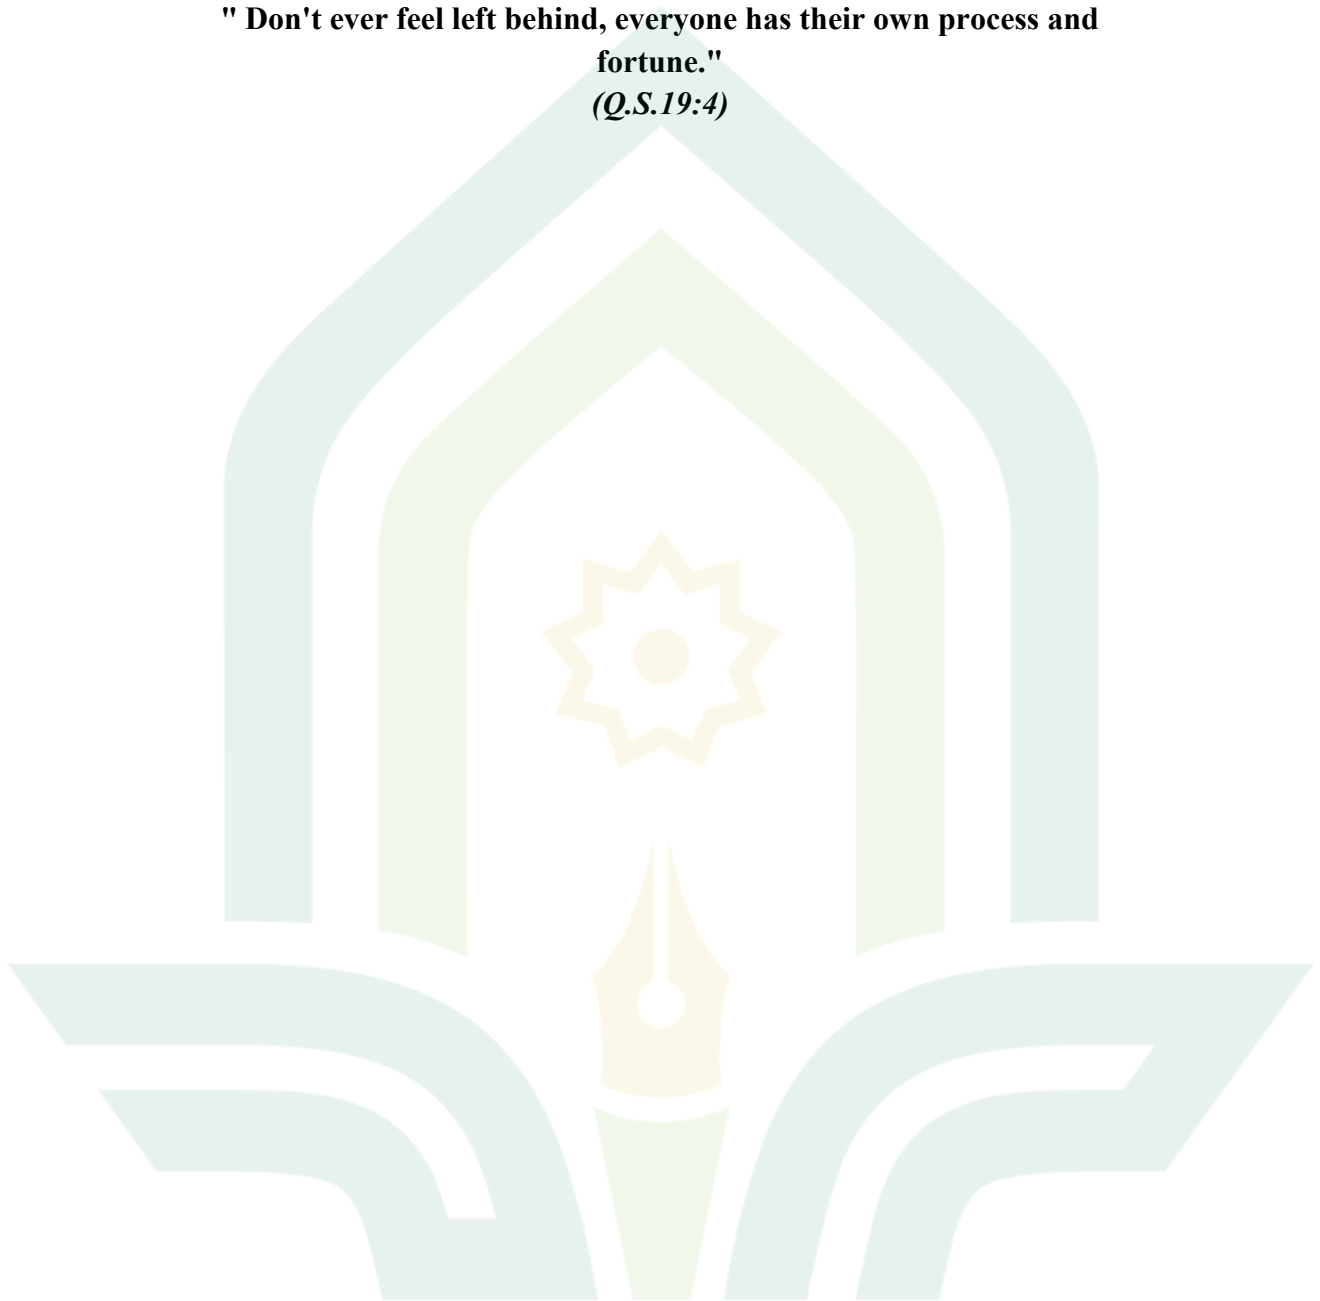 " Don't ever feel left behind, everyone has their own process and
fortune."
(Q.S.19:4)